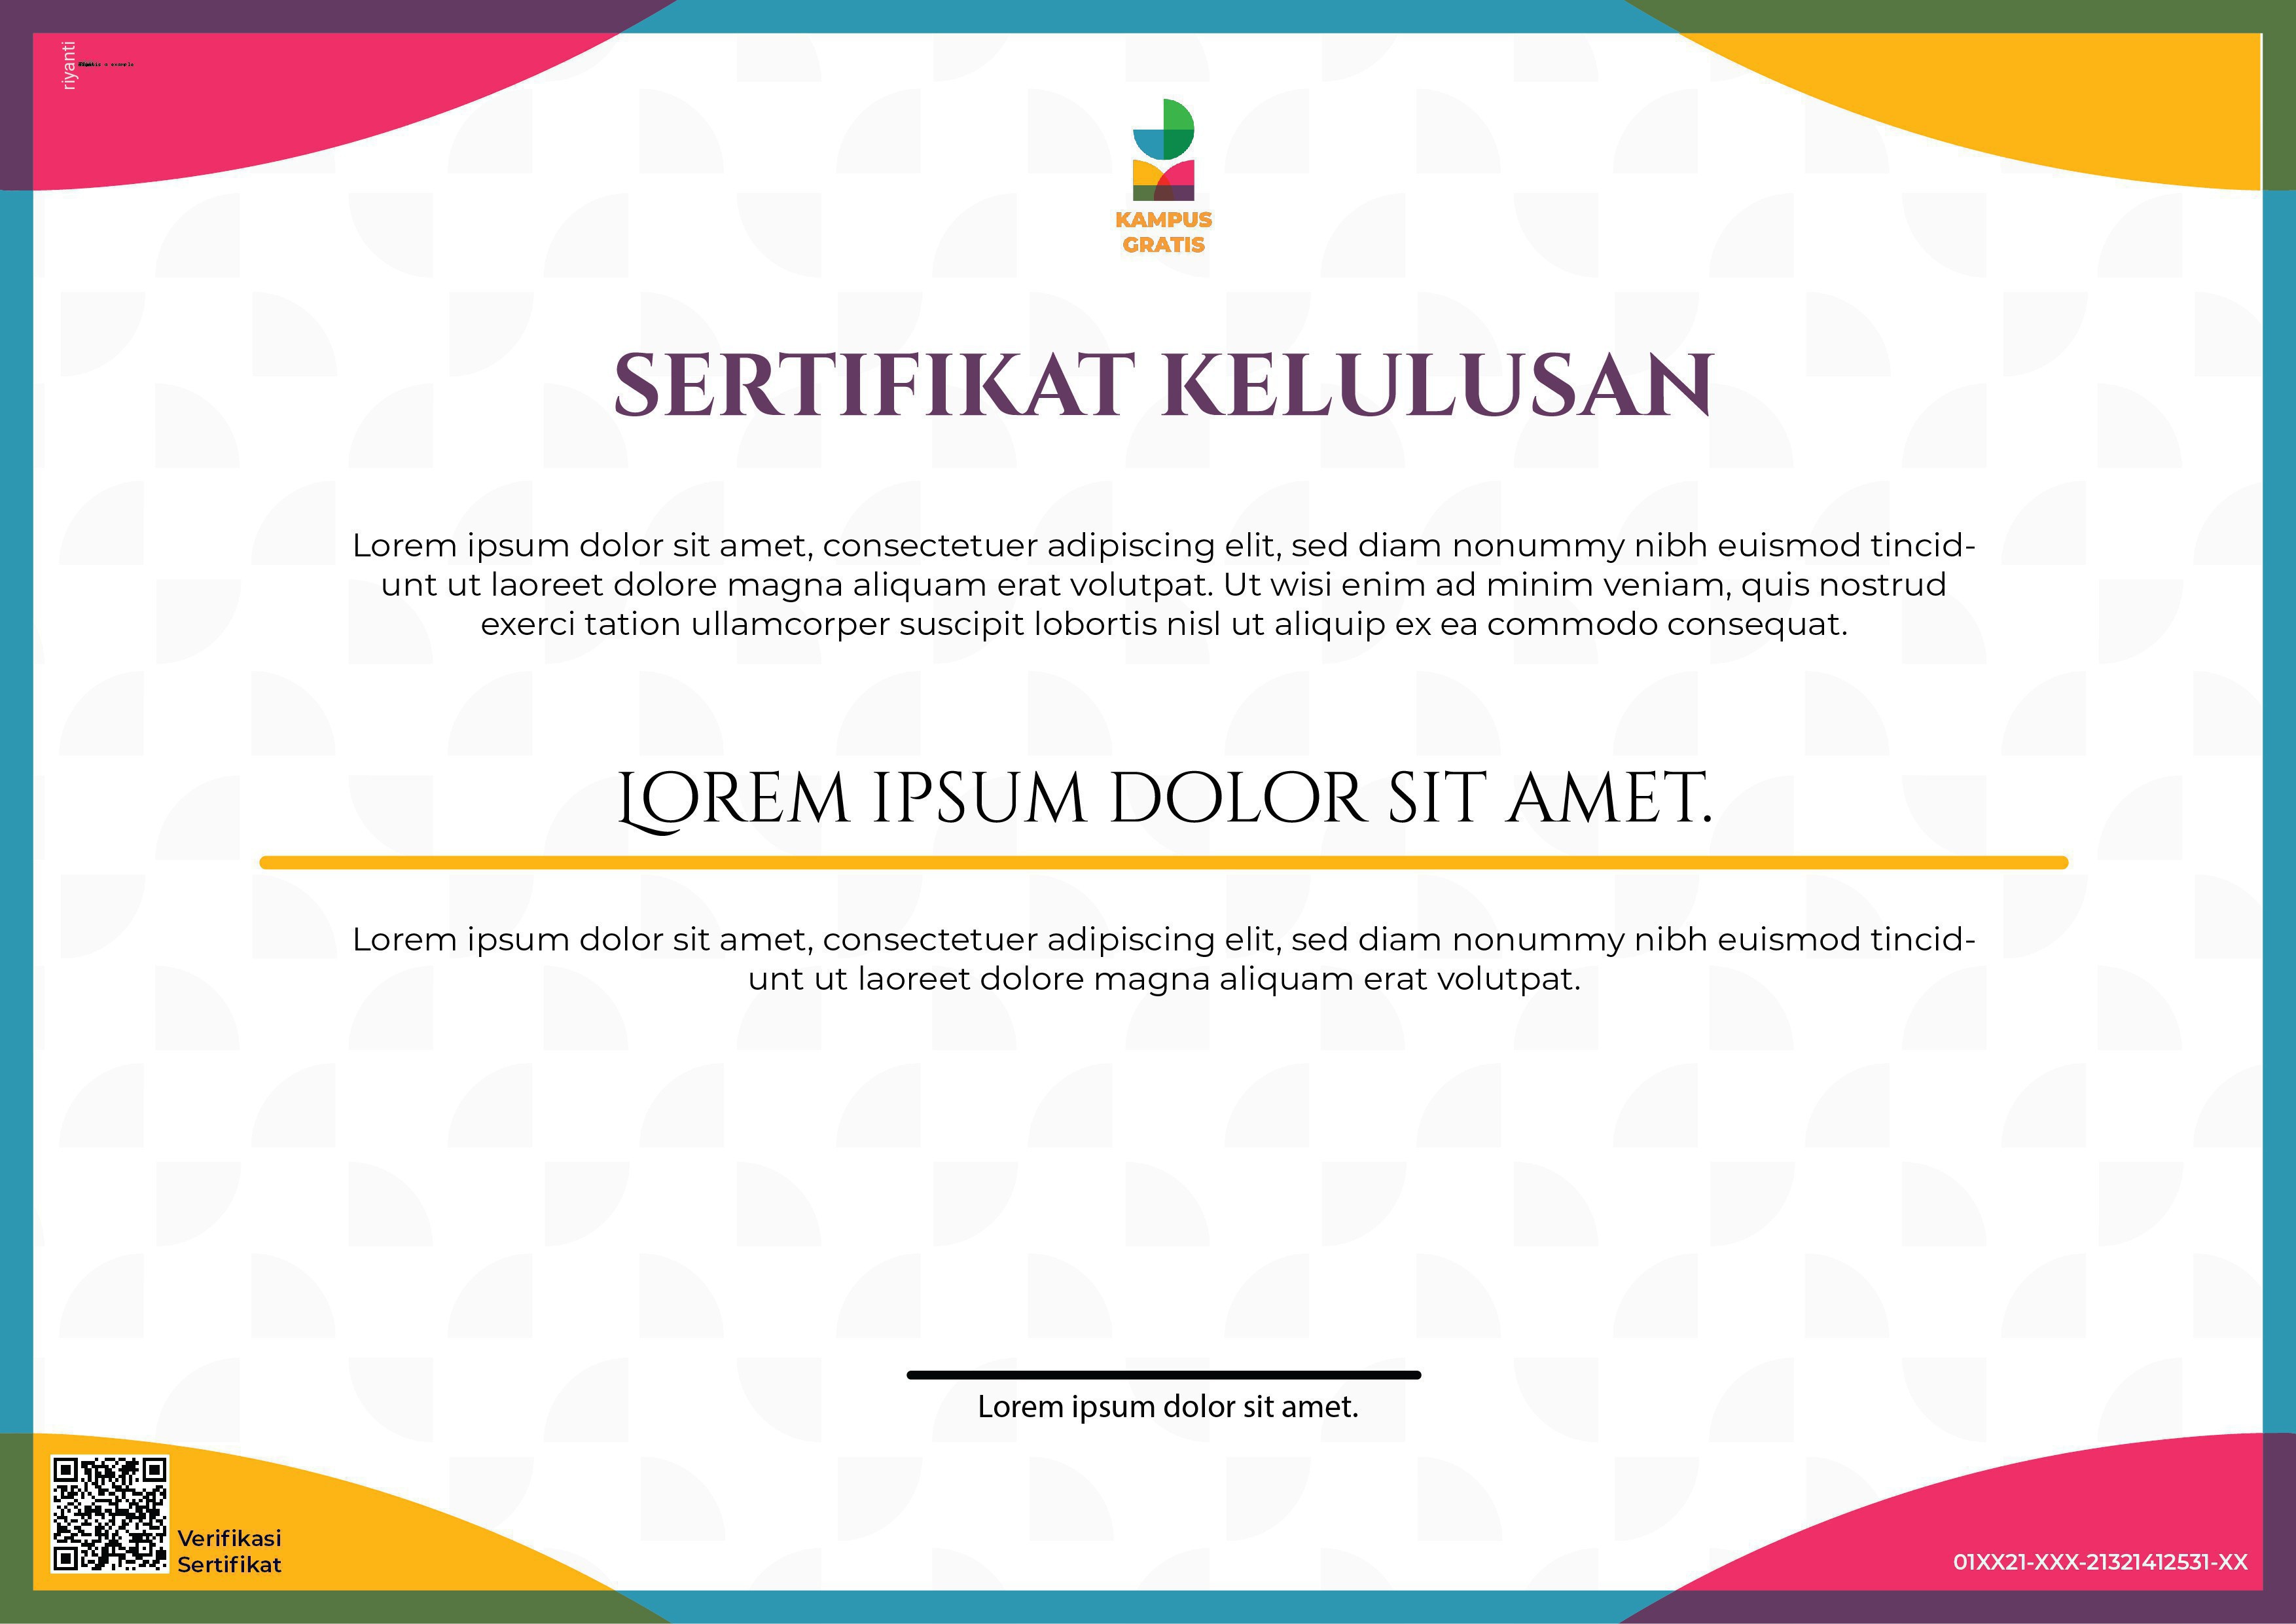 riyanti
KAMPUS
GRATIS
SERTIFIKAT KELULUSAN
Lorem ipsum dolor sit amet, consectetuer adipiscing elit, sed diam nonummy nibh euismod tincid-
unt ut laoreet dolore magna aliquam erat volutpat. Ut wisi enim ad minim veniam, quis nostrud
exerci tation ullamcorper suscipit lobortis nisl ut aliquip ex ea commodo consequat.
LOREM IPSUM DOLOR SIT AMET.
Lorem ipsum dolor sit amet, consectetuer adipiscing elit, sed diam nonummy nibh euismod tincid-
unt ut laoreet dolore magna aliquam erat volutpat.
Lorem ipsum dolor sit amet.
Verifikasi
Sertifikat
01XX21-XXX-21321412531-XX